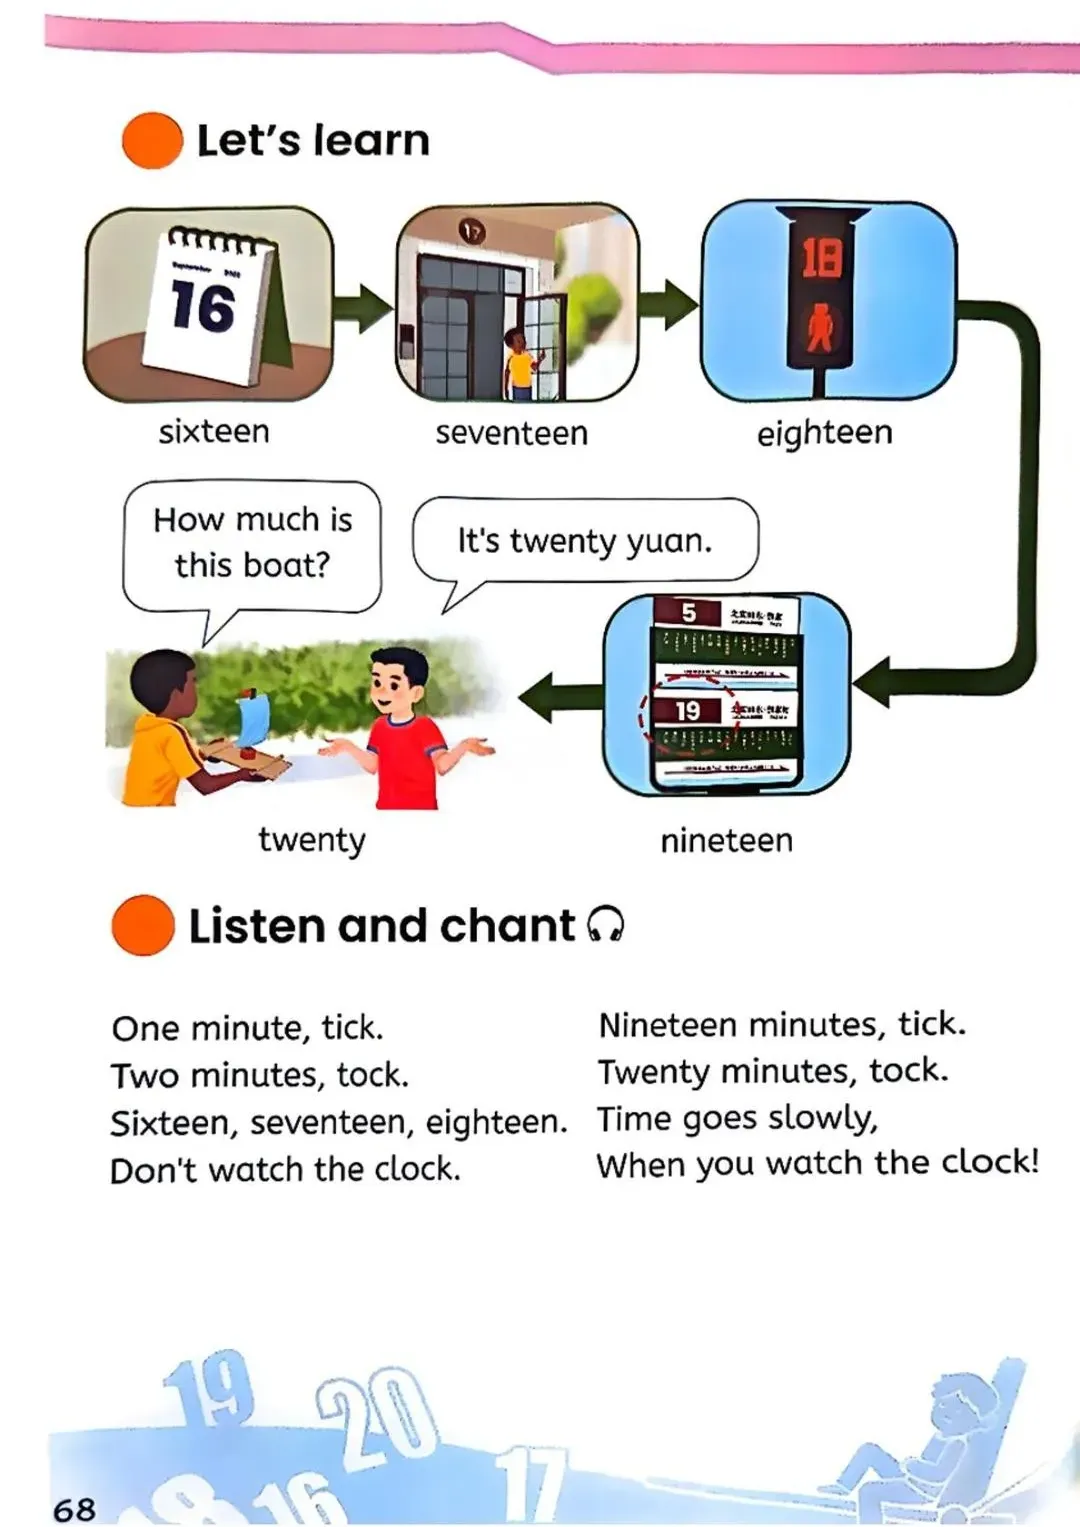 Let's learn
September
16
17
18
sixteen
seventeen
eighteen
How much is
this boat?
It's twenty yuan.
5
19
twenty
nineteen
Listen and chant
One minute, tick.
Two minutes, tock.
Sixteen, seventeen, eighteen.
Don't watch the clock.
Nineteen minutes, tick.
Twenty minutes, tock.
Time goes slowly,
When you watch the clock!
19
20
17
18
16
68